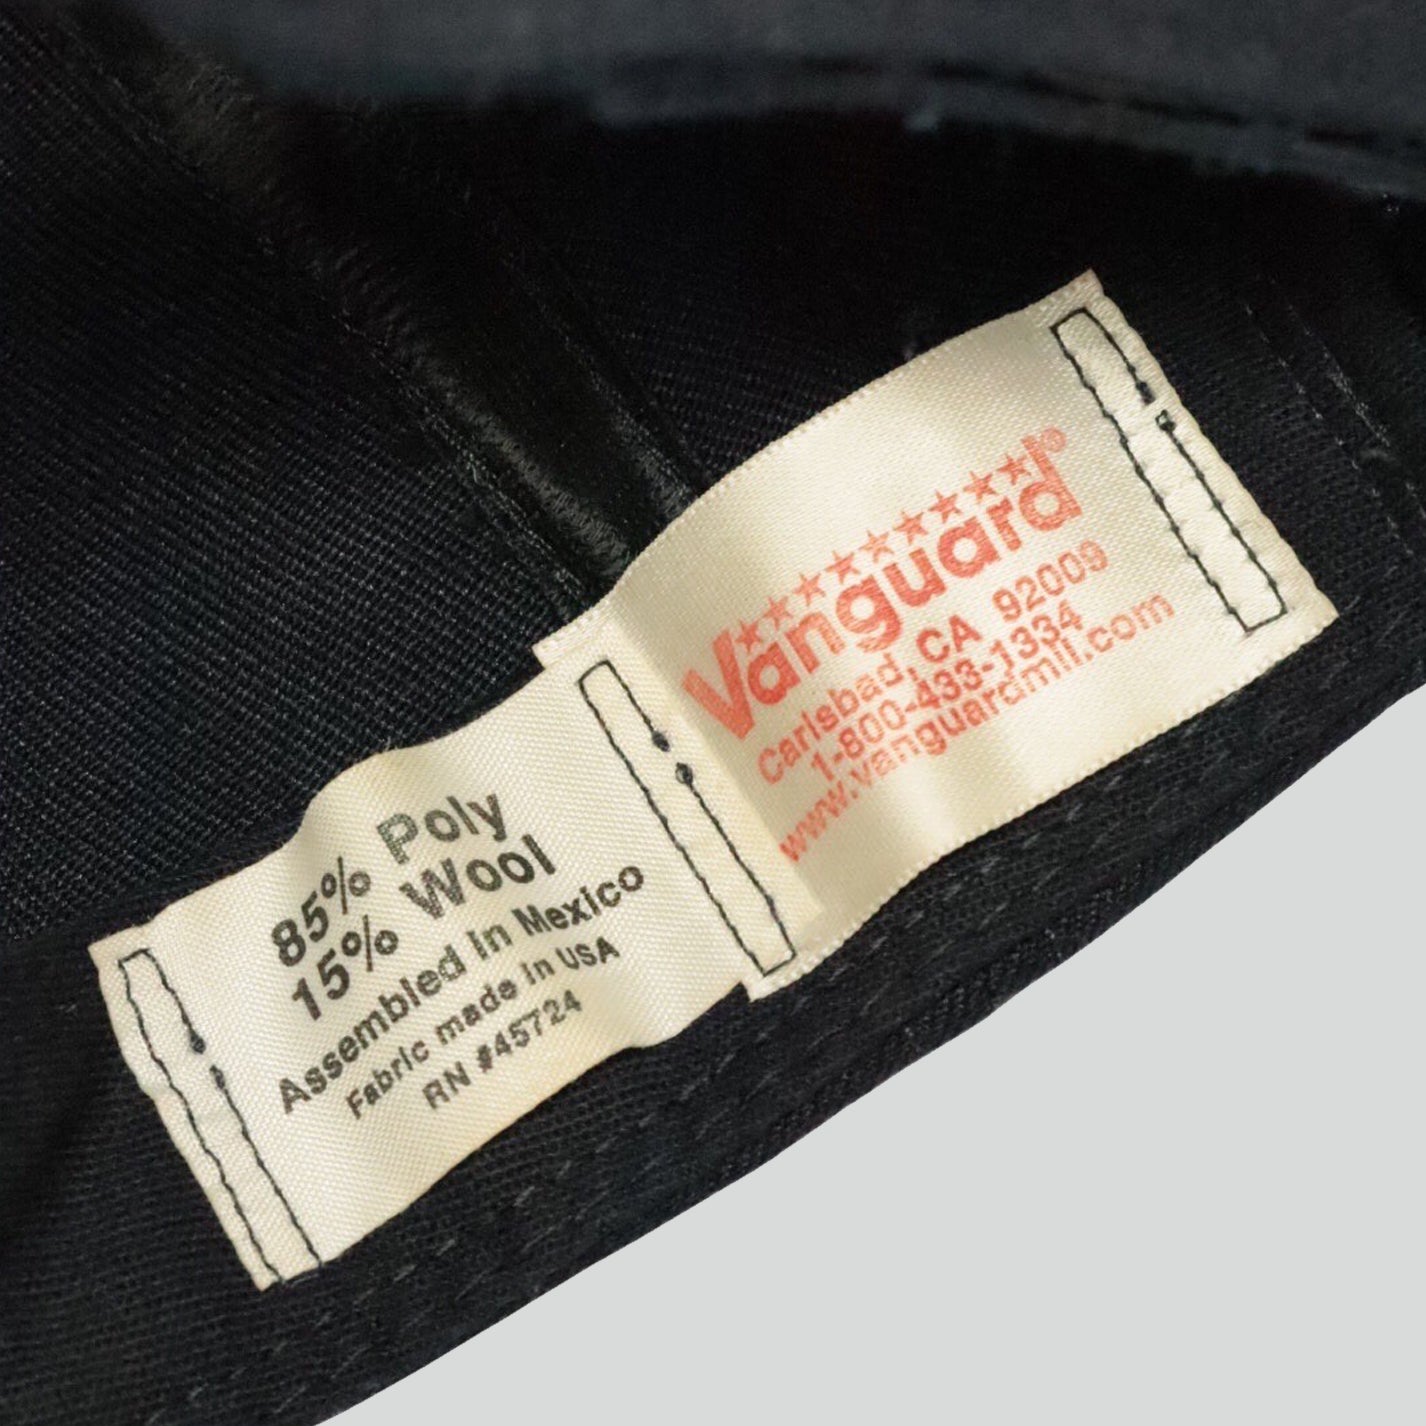 85% Poly
15% Wool
Assembled in Mexico
Fabric made in USA
RN #45724
Vanguard®
Carlsbad, CA 92009
1-800-433-1334
www.vanguardmil.com